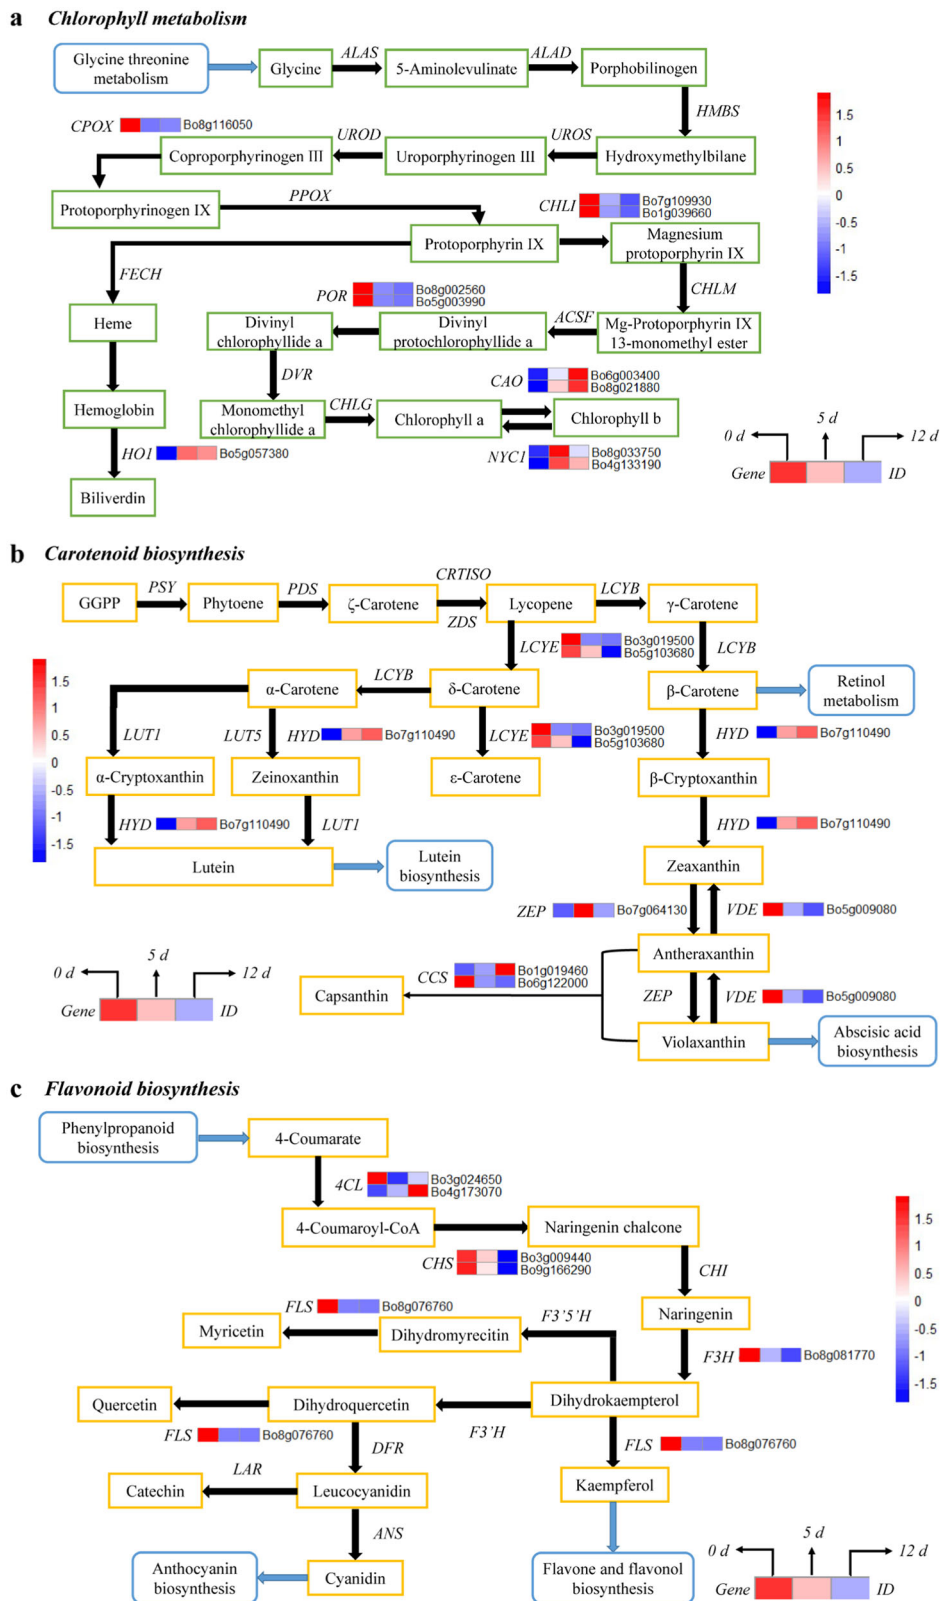 a Chlorophyll metabolism
Glycine threonine
metabolism
Glycine
ALAS
5-Aminolevulinate
ALAD
Porphobilinogen
HMBS
CPOX
Bo8g116050
Coproporphyrinogen III
UROD
Uroporphyrinogen III
UROS
Hydroxymethylbilane
1.5
1
0.5
0
-0.5
-1
-1.5
Protoporphyrinogen IX
PPOX
CHLI
Bo7g109930
Bo1g039660
Protoporphyrin IX
Magnesium
protoporphyrin IX
FECH
CHLM
POR
Bo8g002560
Bo5g003990
Heme
Divinyl
chlorophyllide a
Divinyl
protochlorophyllide a
ACSF
Mg-Protoporphyrin IX
13-monomethyl ester
DVR
CAO
Bo6g003400
Bo8g021880
Hemoglobin
Monomethyl
chlorophyllide a
CHLG
Chlorophyll a
Chlorophyll b
HO1
Bo5g057380
NYC1
Bo8g033750
Bo4g133190
Biliverdin
0 d
5 d
12 d
Gene
ID
b Carotenoid biosynthesis
GGPP
PSY
Phytoene
PDS
ζ-Carotene
CRTISO
ZDS
Lycopene
LCYB
γ-Carotene
LCYE
Bo3g019500
Bo5g103680
LCYB
1.5
1
0.5
0
-0.5
-1
-1.5
α-Carotene
LCYB
δ-Carotene
β-Carotene
Retinol
metabolism
LUT1
LUT5
HYD
Bo7g110490
LCYE
Bo3g019500
Bo5g103680
HYD
Bo7g110490
α-Cryptoxanthin
Zeinoxanthin
ε-Carotene
β-Cryptoxanthin
HYD
Bo7g110490
LUT1
HYD
Bo7g110490
Lutein
Lutein
biosynthesis
Zeaxanthin
ZEP
Bo7g064130
VDE
Bo5g009080
0 d
5 d
12 d
Gene
ID
Antheraxanthin
CCS
Bo1g019460
Bo6g122000
Capsanthin
ZEP
VDE
Bo5g009080
Violaxanthin
Abscisic acid
biosynthesis
c Flavonoid biosynthesis
Phenylpropanoid
biosynthesis
4-Coumarate
4CL
Bo3g024650
Bo4g173070
4-Coumaroyl-CoA
Naringenin chalcone
CHS
Bo3g009440
Bo9g166290
CHI
1.5
1
0.5
0
-0.5
-1
-1.5
FLS
Bo8g076760
Naringenin
Myricetin
Dihydromyrecitin
F3’5’H
F3H
Bo8g081770
Quercetin
Dihydroquercetin
Dihydrokaempterol
FLS
Bo8g076760
DFR
F3’H
FLS
Bo8g076760
Catechin
LAR
Leucocyanidin
Kaempferol
ANS
Anthocyanin
biosynthesis
Cyanidin
Flavone and flavonol
biosynthesis
0 d
5 d
12 d
Gene
ID